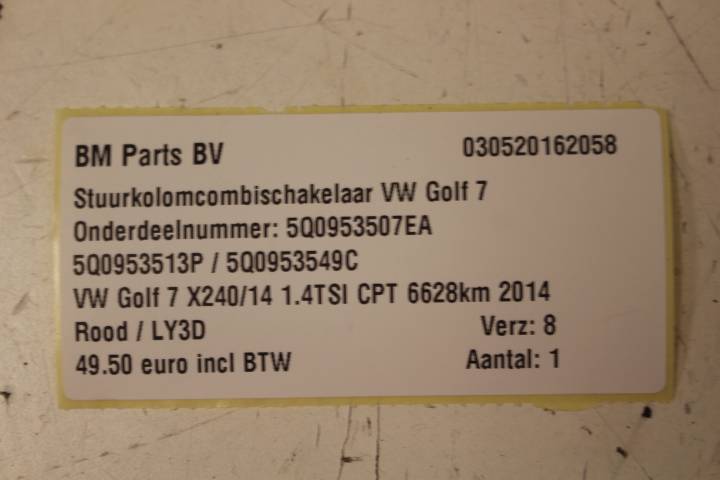 BM Parts BV 030520162058
Stuurkolomcombischakelaar VW Golf 7
Onderdeelnummer: 5Q0953507EA
5Q0953513P / 5Q0953549C
VW Golf 7 X240/14 1.4TSI CPT 6628km 2014
Rood / LY3D Verz: 8
49.50 euro incl BTW Aantal: 1